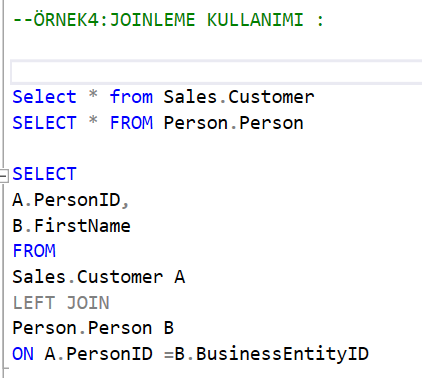 --ÖRNEK4:JOINLEME KULLANIMI :
Select * from Sales.Customer
SELECT * FROM Person.Person
SELECT
A.PersonID,
B.FirstName
FROM
Sales.Customer A
LEFT JOIN
Person.Person B
ON A.PersonID =B.BusinessEntityID